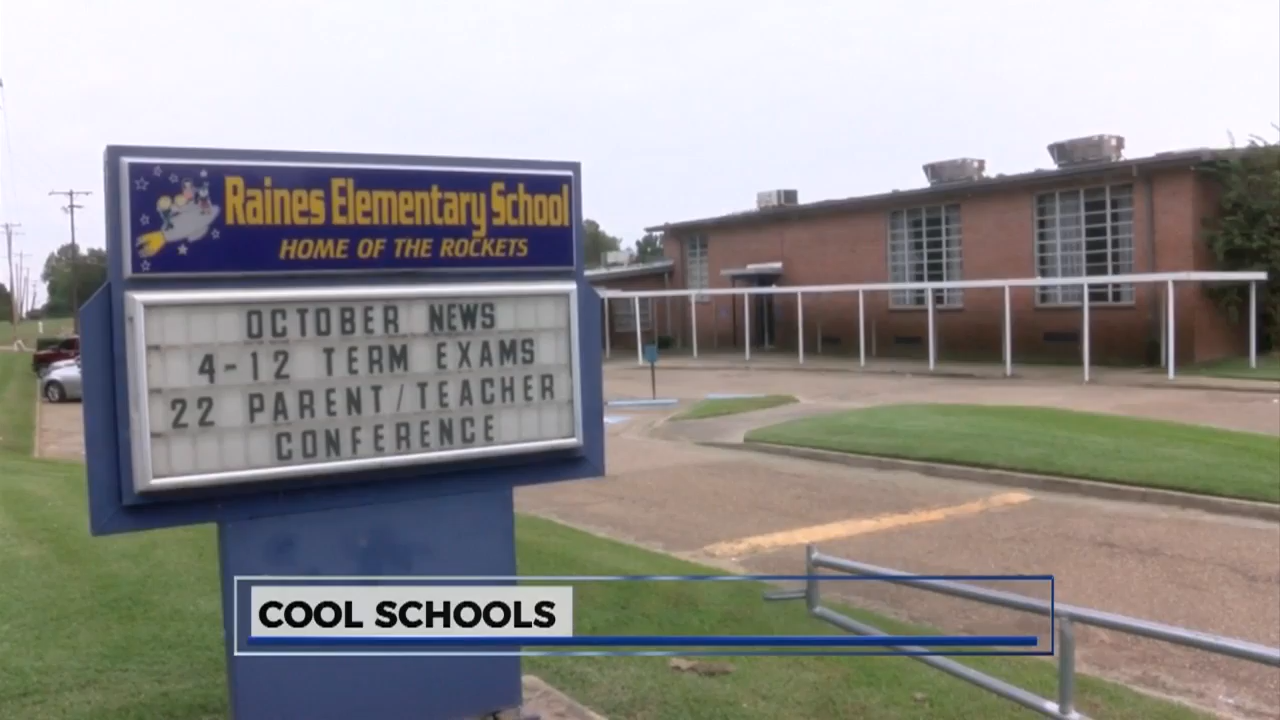 Raines Elementary School
HOME OF THE ROCKETS
OCTOBER NEWS
4-12 TERM EXAMS
22 PARENT/TEACHER
CONFERENCE
COOL SCHOOLS